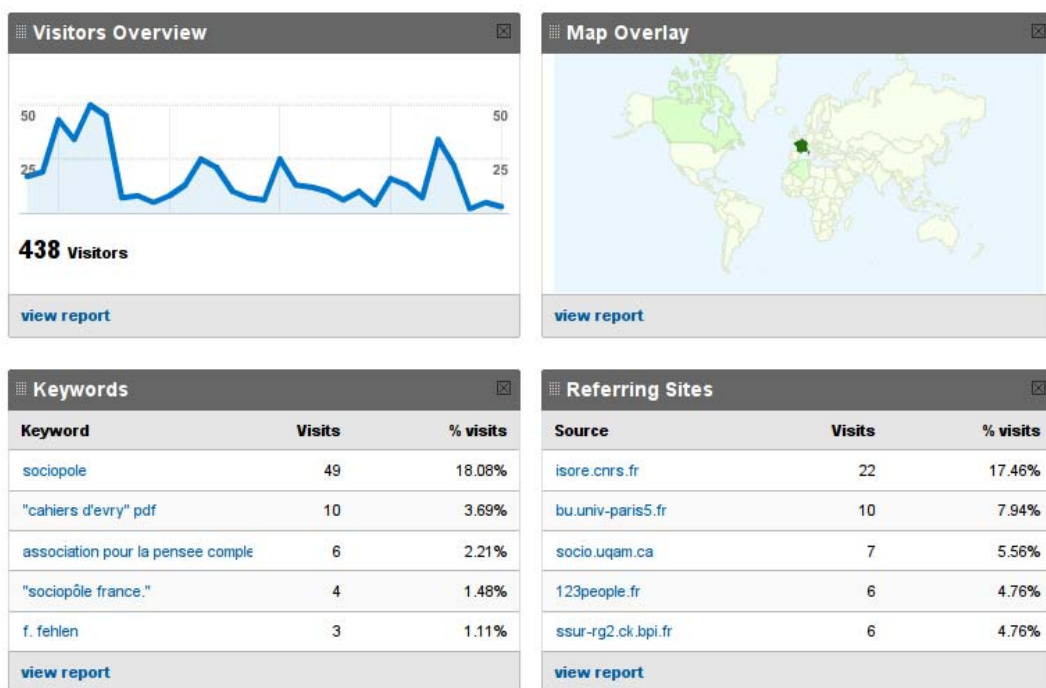 Visitors Overview
50 50
25 25
438 Visitors
view report
Map Overlay
view report
Keywords
Keyword Visits % visits
sociopole 49 18.08%
"cahiers d'evry" pdf 10 3.69%
association pour la pensee comple 6 2.21%
"sociopôle france." 4 1.48%
f. fehlen 3 1.11%
view report
Referring Sites
Source Visits % visits
isore.cnrs.fr 22 17.46%
bu.univ-paris5.fr 10 7.94%
socio.uqam.ca 7 5.56%
123people.fr 6 4.76%
ssur-rg2.ck.bpi.fr 6 4.76%
view report